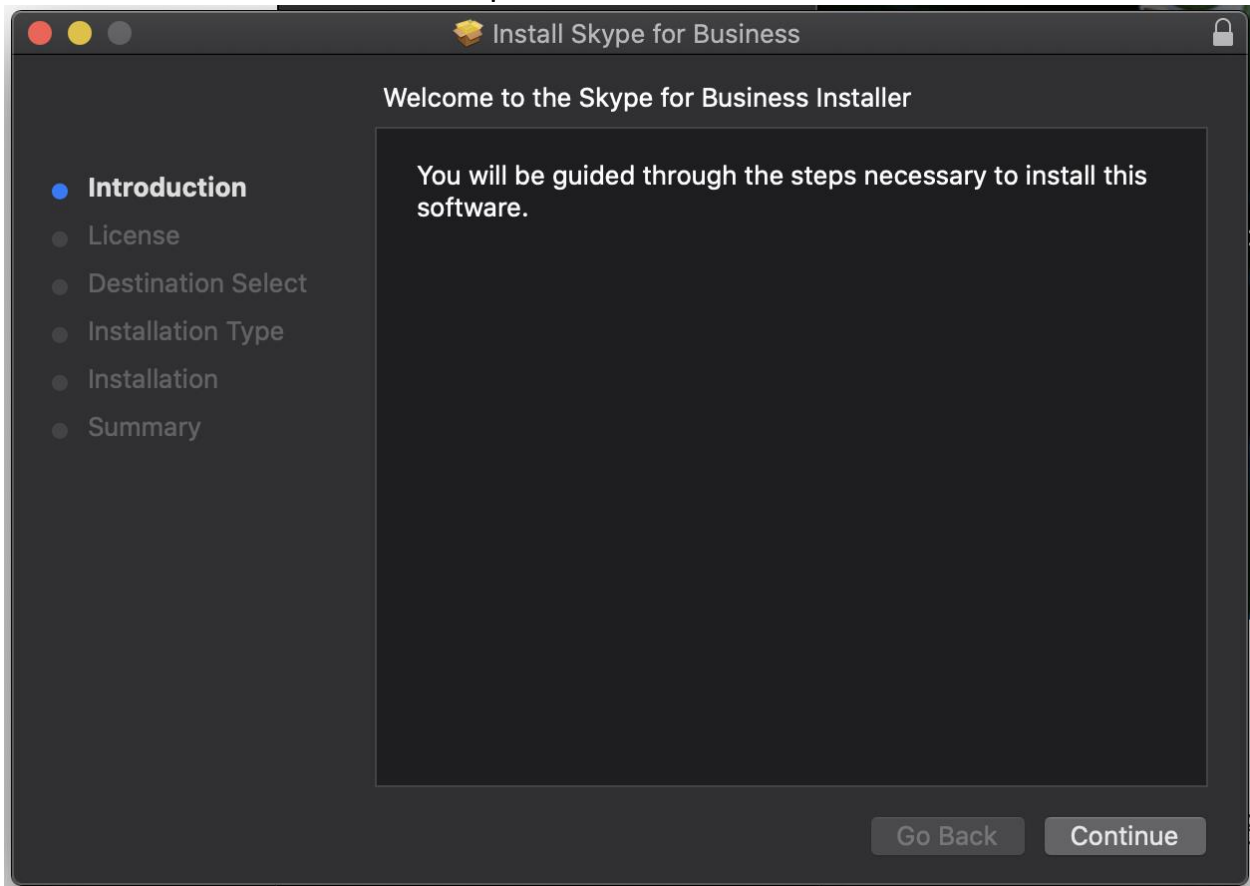 Install Skype for Business
Welcome to the Skype for Business Installer
Introduction
License
Destination Select
Installation Type
Installation
Summary
You will be guided through the steps necessary to install this
software.
Go Back
Continue